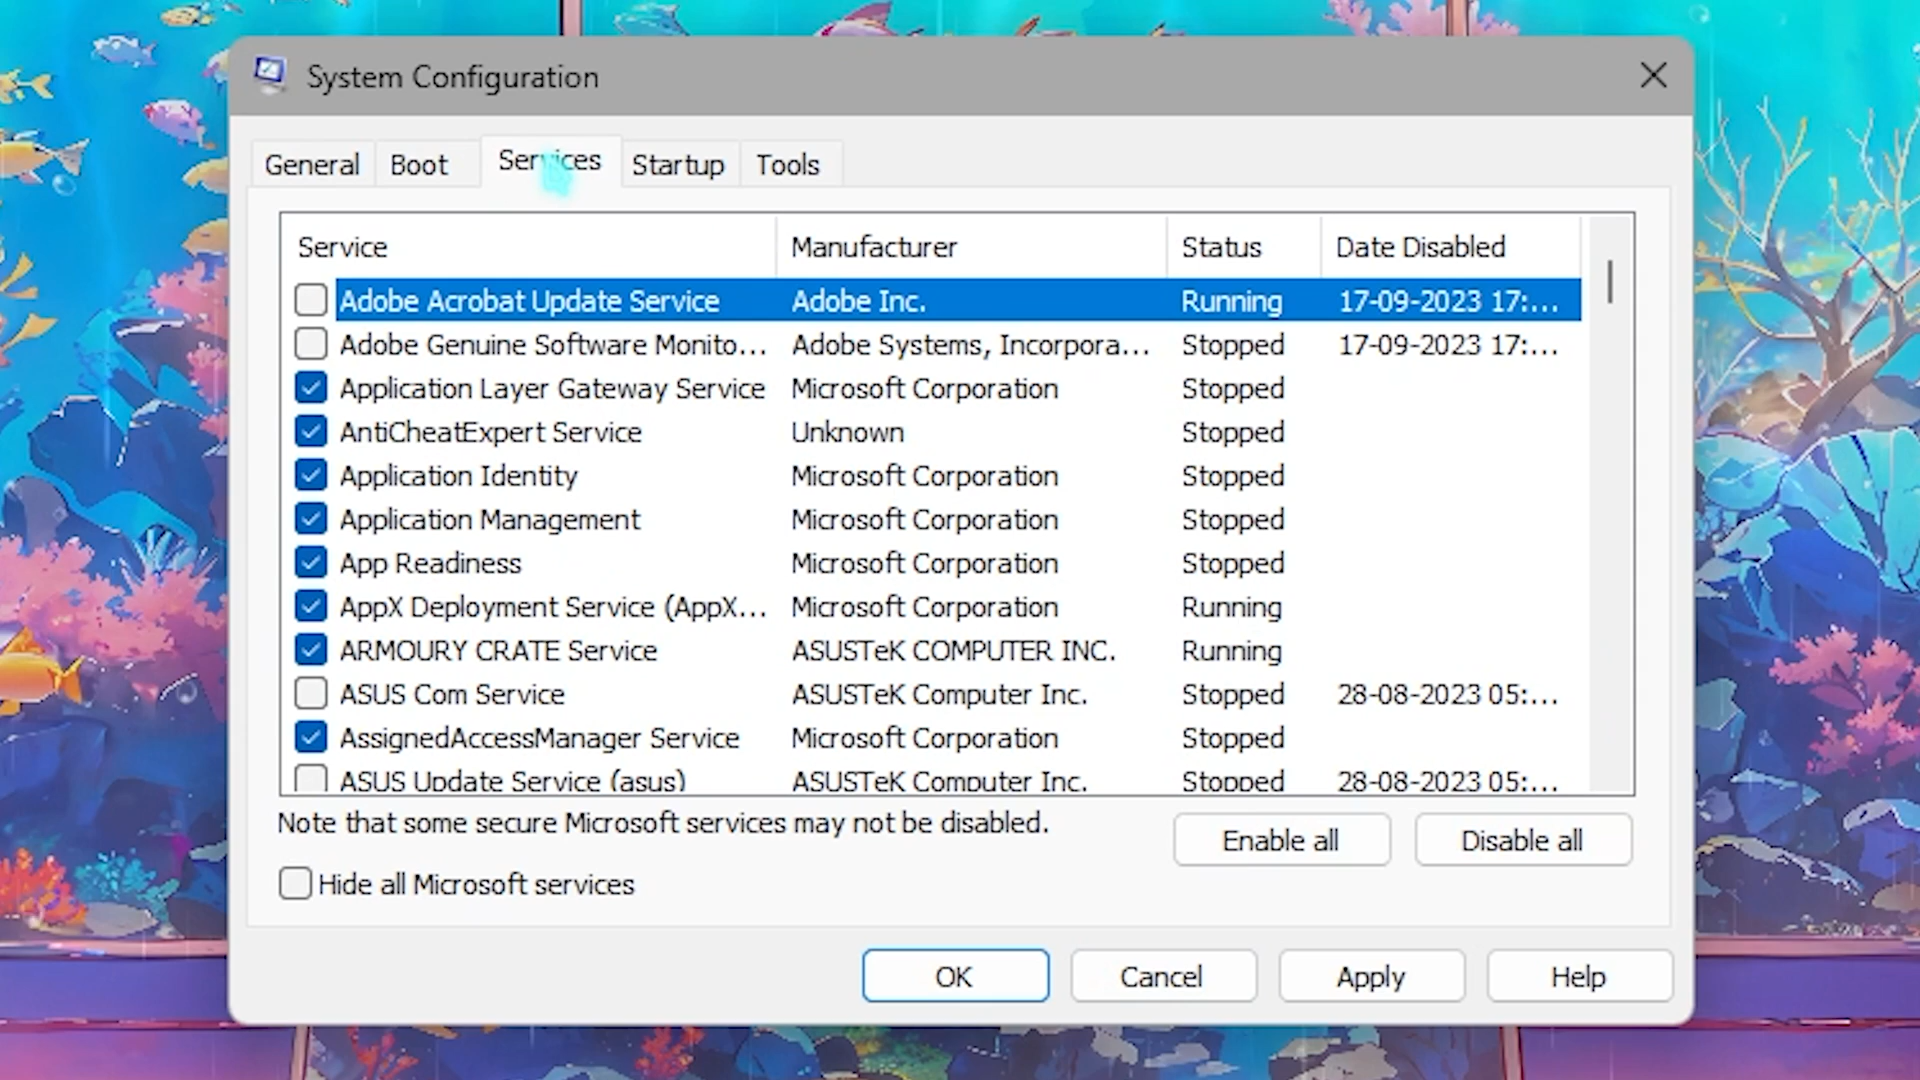 System Configuration
General Boot Services Startup Tools
Service Manufacturer Status Date Disabled
Adobe Acrobat Update Service Adobe Inc. Running 17-09-2023 17:...
Adobe Genuine Software Monito... Adobe Systems, Incorpora... Stopped 17-09-2023 17:...
Application Layer Gateway Service Microsoft Corporation Stopped
AntiCheatExpert Service Unknown Stopped
Application Identity Microsoft Corporation Stopped
Application Management Microsoft Corporation Stopped
App Readiness Microsoft Corporation Stopped
AppX Deployment Service (AppX... Microsoft Corporation Running
ARMOURY CRATE Service ASUSTeK COMPUTER INC. Running
ASUS Com Service ASUSTeK Computer Inc. Stopped 28-08-2023 05:...
AssignedAccessManager Service Microsoft Corporation Stopped
ASUS Update Service (asus) ASUSTeK Computer Inc. Stopped 28-08-2023 05:...
Note that some secure Microsoft services may not be disabled.
Enable all Disable all
Hide all Microsoft services
OK Cancel Apply Help